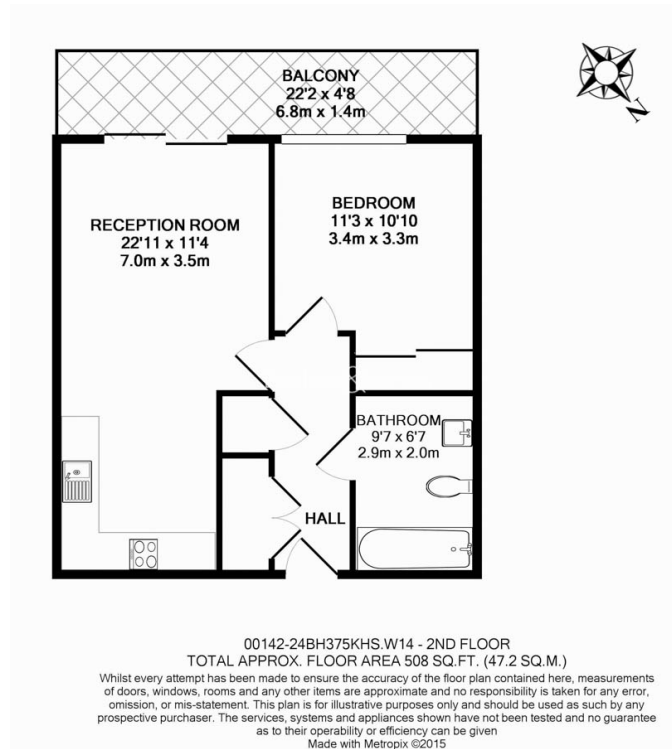 BALCONY
22'2 x 4'8
6.8m x 1.4m
N
RECEPTION ROOM
22'11 x 11'4
7.0m x 3.5m
BEDROOM
11'3 x 10'10
3.4m x 3.3m
&
BATHROOM
9'7 x 6'7
2.9m x 2.0m
HALL
00142-24BH375KHS.W14 - 2ND FLOOR
TOTAL APPROX. FLOOR AREA 508 SQ.FT. (47.2 SQ.M.)
Whilst every attempt has been made to ensure the accuracy of the floor plan contained here, measurements
of doors, windows, rooms and any other items are approximate and no responsibility is taken for any error,
omission, or mis-statement. This plan is for illustrative purposes only and should be used as such by any
prospective purchaser. The services, systems and appliances shown have not been tested and no guarantee
as to their operability or efficiency can be given
Made with Metropix ©2015